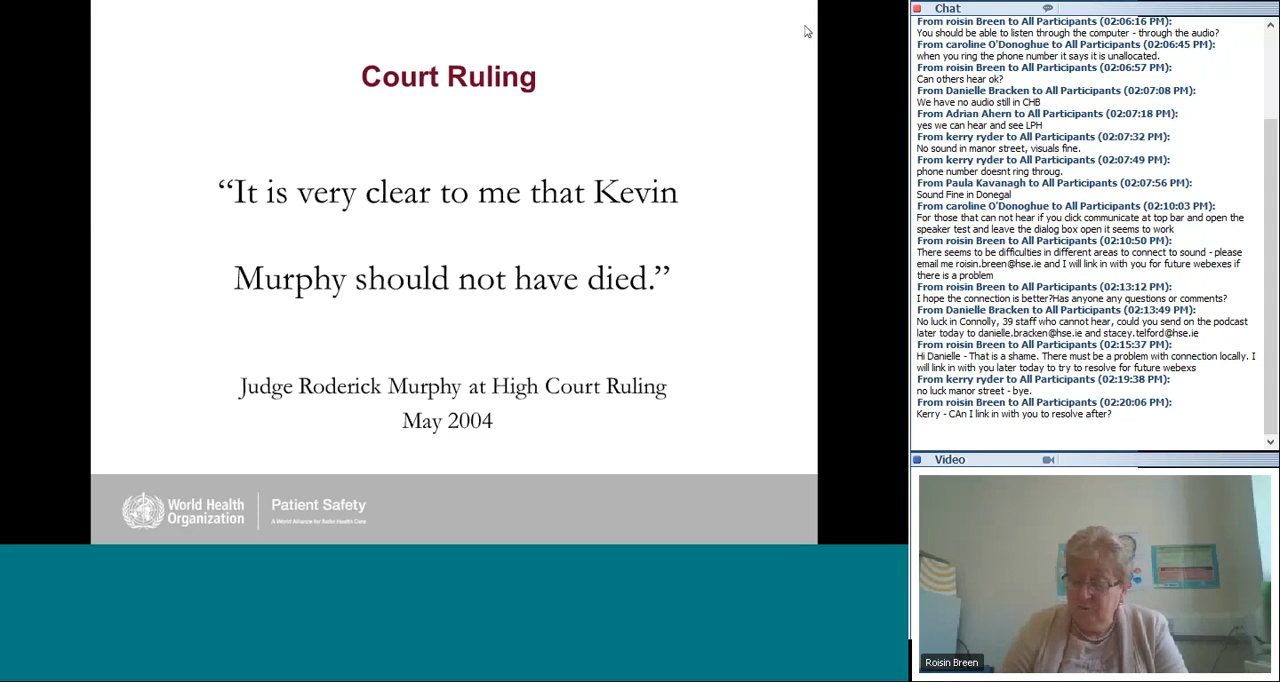 Court Ruling
“It is very clear to me that Kevin
Murphy should not have died.”
Judge Roderick Murphy at High Court Ruling
May 2004
World Health
Organization
Patient Safety
A World Alliance for Safer Health Care
Chat
From roisin Breen to All Participants (02:06:16 PM):
You should be able to listen through the computer - through the audio?
From caroline O'Donoghue to All Participants (02:06:45 PM):
when you ring the phone number it says it is unallocated.
From roisin Breen to All Participants (02:06:57 PM):
Can others hear ok?
From Danielle Bracken to All Participants (02:07:08 PM):
We have no audio still in CHB
From Adrian Ahern to All Participants (02:07:18 PM):
yes we can hear and see LPH
From kerry ryder to All Participants (02:07:32 PM):
No sound in manor street, visuals fine.
From kerry ryder to All Participants (02:07:49 PM):
phone number doesnt ring throug.
From Paula Kavanagh to All Participants (02:07:56 PM):
Sound Fine in Donegal
From caroline O'Donoghue to All Participants (02:10:03 PM):
For those that can not hear if you click communicate at top bar and open the
speaker test and leave the dialog box open it seems to work
From roisin Breen to All Participants (02:10:50 PM):
There seems to be difficulties in different areas to connect to sound - please
email me roisin.breen@hse.ie and I will link in with you for future webexes if
there is a problem
From roisin Breen to All Participants (02:13:12 PM):
I hope the connection is better?Has anyone any questions or comments?
From Danielle Bracken to All Participants (02:13:49 PM):
No luck in Connolly, 39 staff who cannot hear, could you send on the podcast
later today to danielle.bracken@hse.ie and stacey.telford@hse.ie
From roisin Breen to All Participants (02:15:37 PM):
Hi Danielle - That is a shame. There must be a problem with connection locally. I
will link in with you later today to try to resolve for future webexs
From kerry ryder to All Participants (02:19:38 PM):
no luck manor street - bye.
From roisin Breen to All Participants (02:20:06 PM):
Kerry - CAn I link in with you to resolve after?
Video
Roisin Breen